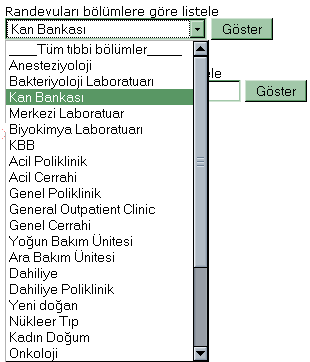 Randevuları bölümlere göre listele
Kan Bankası
Göster
____Tüm tıbbi bölümler_____
Anesteziyoloji
Bakteriyoloji Laboratuarı
Kan Bankası
Merkezi Laboratuar
Biyokimya Laboratuarı
KBB
Acil Poliklinik
Acil Cerrahi
Genel Poliklinik
General Outpatient Clinic
Genel Cerrahi
Yoğun Bakım Ünitesi
Ara Bakım Ünitesi
Dahiliye
Dahiliye Poliklinik
Yeni doğan
Nükleer Tıp
Kadın Doğum
Onkoloji
ele
Göster